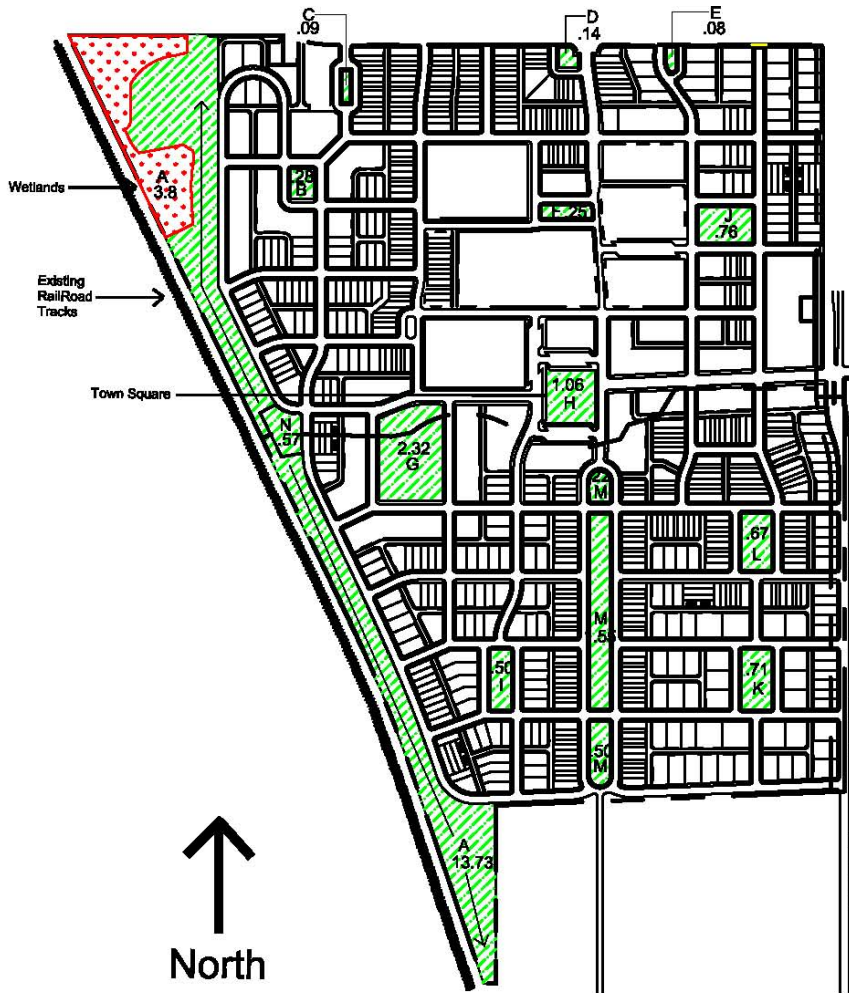 C
.09
D
.14
E
.08
Wetlands
A
3.8
.28
B
F .25
J
.76
Existing
RailRoad
Tracks
Town Square
1.06
H
N
.57
2.32
G
.22
M
.67
L
M
1.55
.50
I
.71
K
.50
M
A
13.73
North